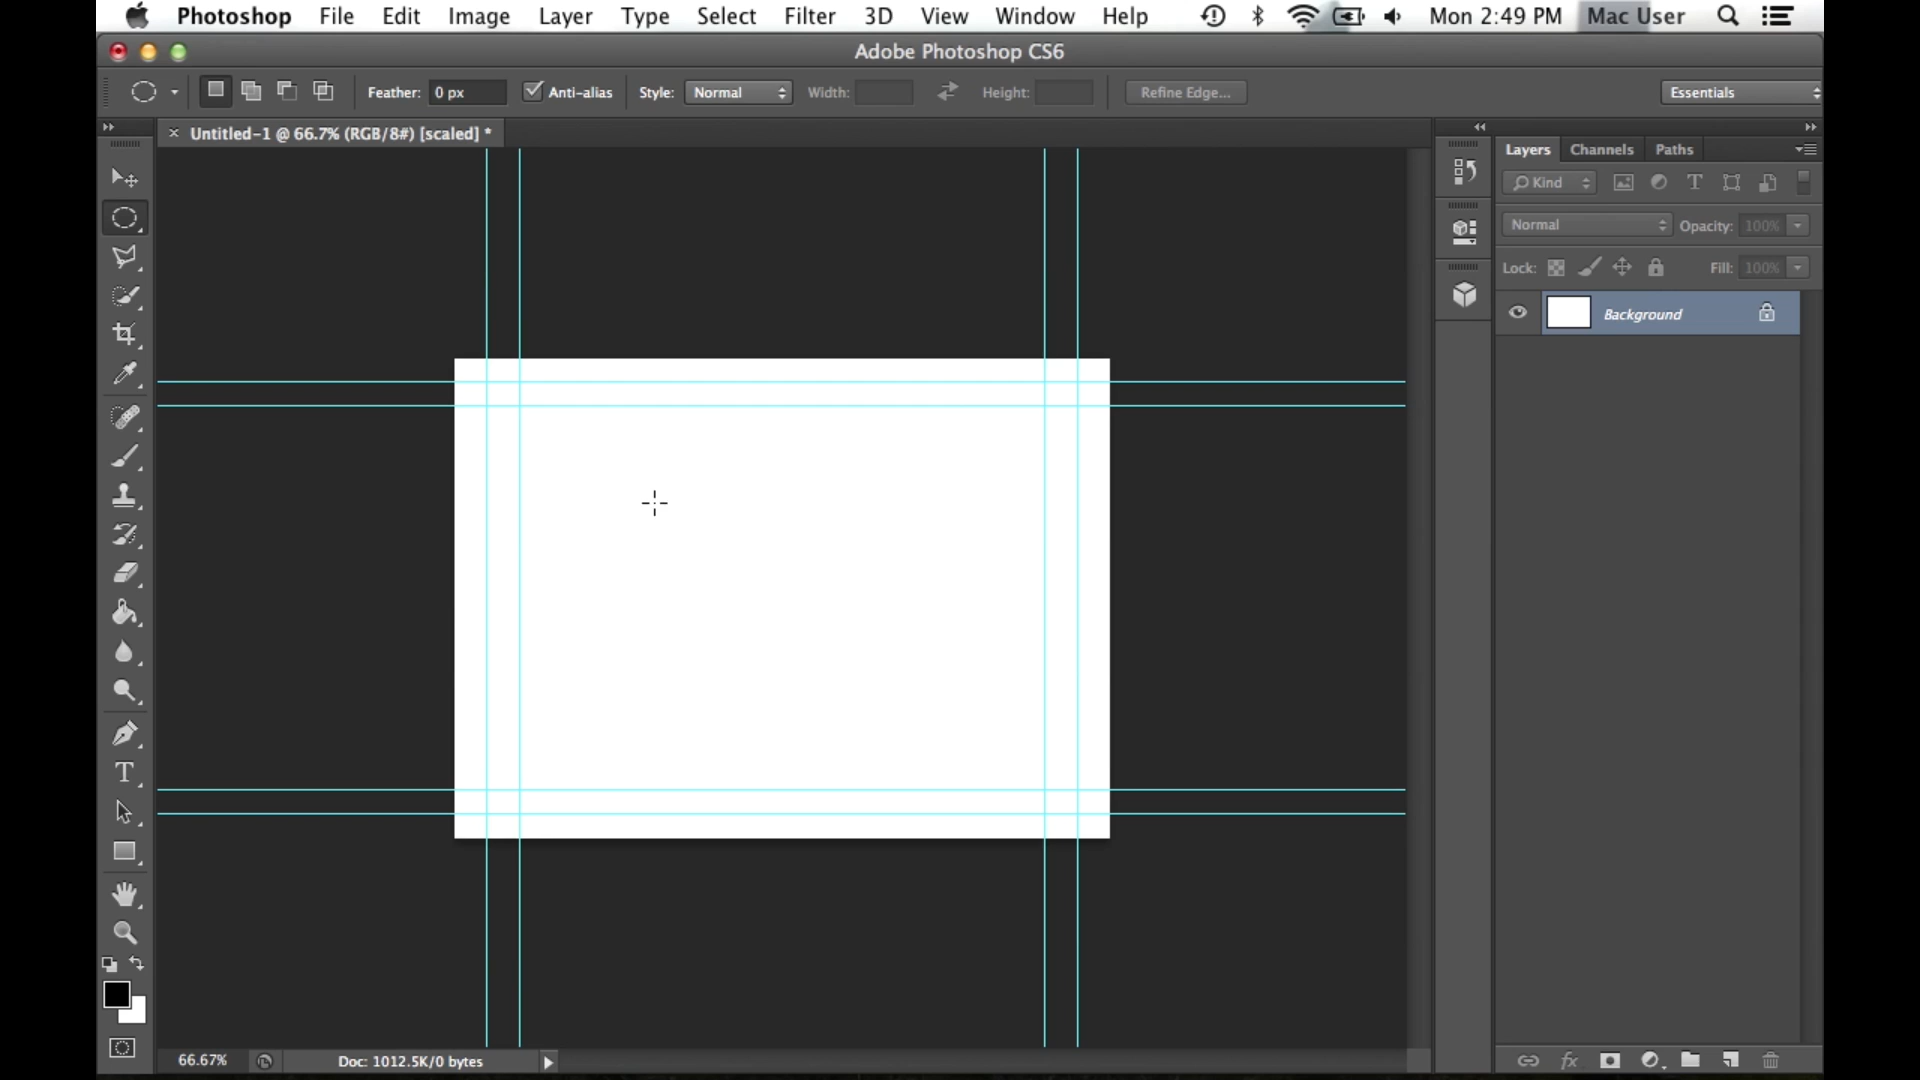 Photoshop File Edit Image Layer Type Select Filter 3D View Window Help Mon 2:49 PM Mac User
Adobe Photoshop CS6
Feather: 0 px Anti-alias Style: Normal Width: Height: Refine Edge... Essentials
Untitled-1 @ 66.7% (RGB/8#) [scaled] *
Layers Channels Paths
Kind
Normal Opacity: 100%
Lock: Fill: 100%
Background
66.67% Doc: 1012.5K/0 bytes